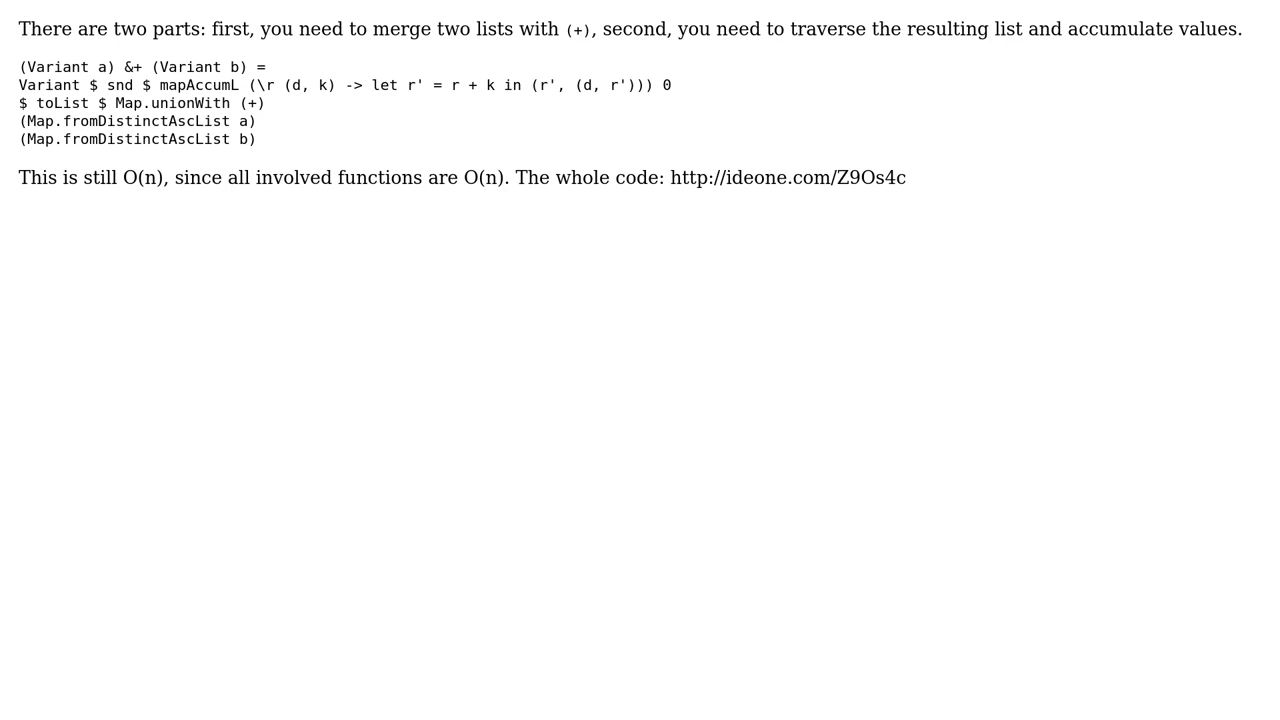 There are two parts: first, you need to merge two lists with (+), second, you need to traverse the resulting list and accumulate values.
(Variant a) &+ (Variant b) =
Variant $ snd $ mapAccumL (\r (d, k) -> let r' = r + k in (r', (d, r'))) 0
$ toList $ Map.unionWith (+)
(Map.fromDistinctAscList a)
(Map.fromDistinctAscList b)
This is still O(n), since all involved functions are O(n). The whole code: http://ideone.com/Z9Os4c